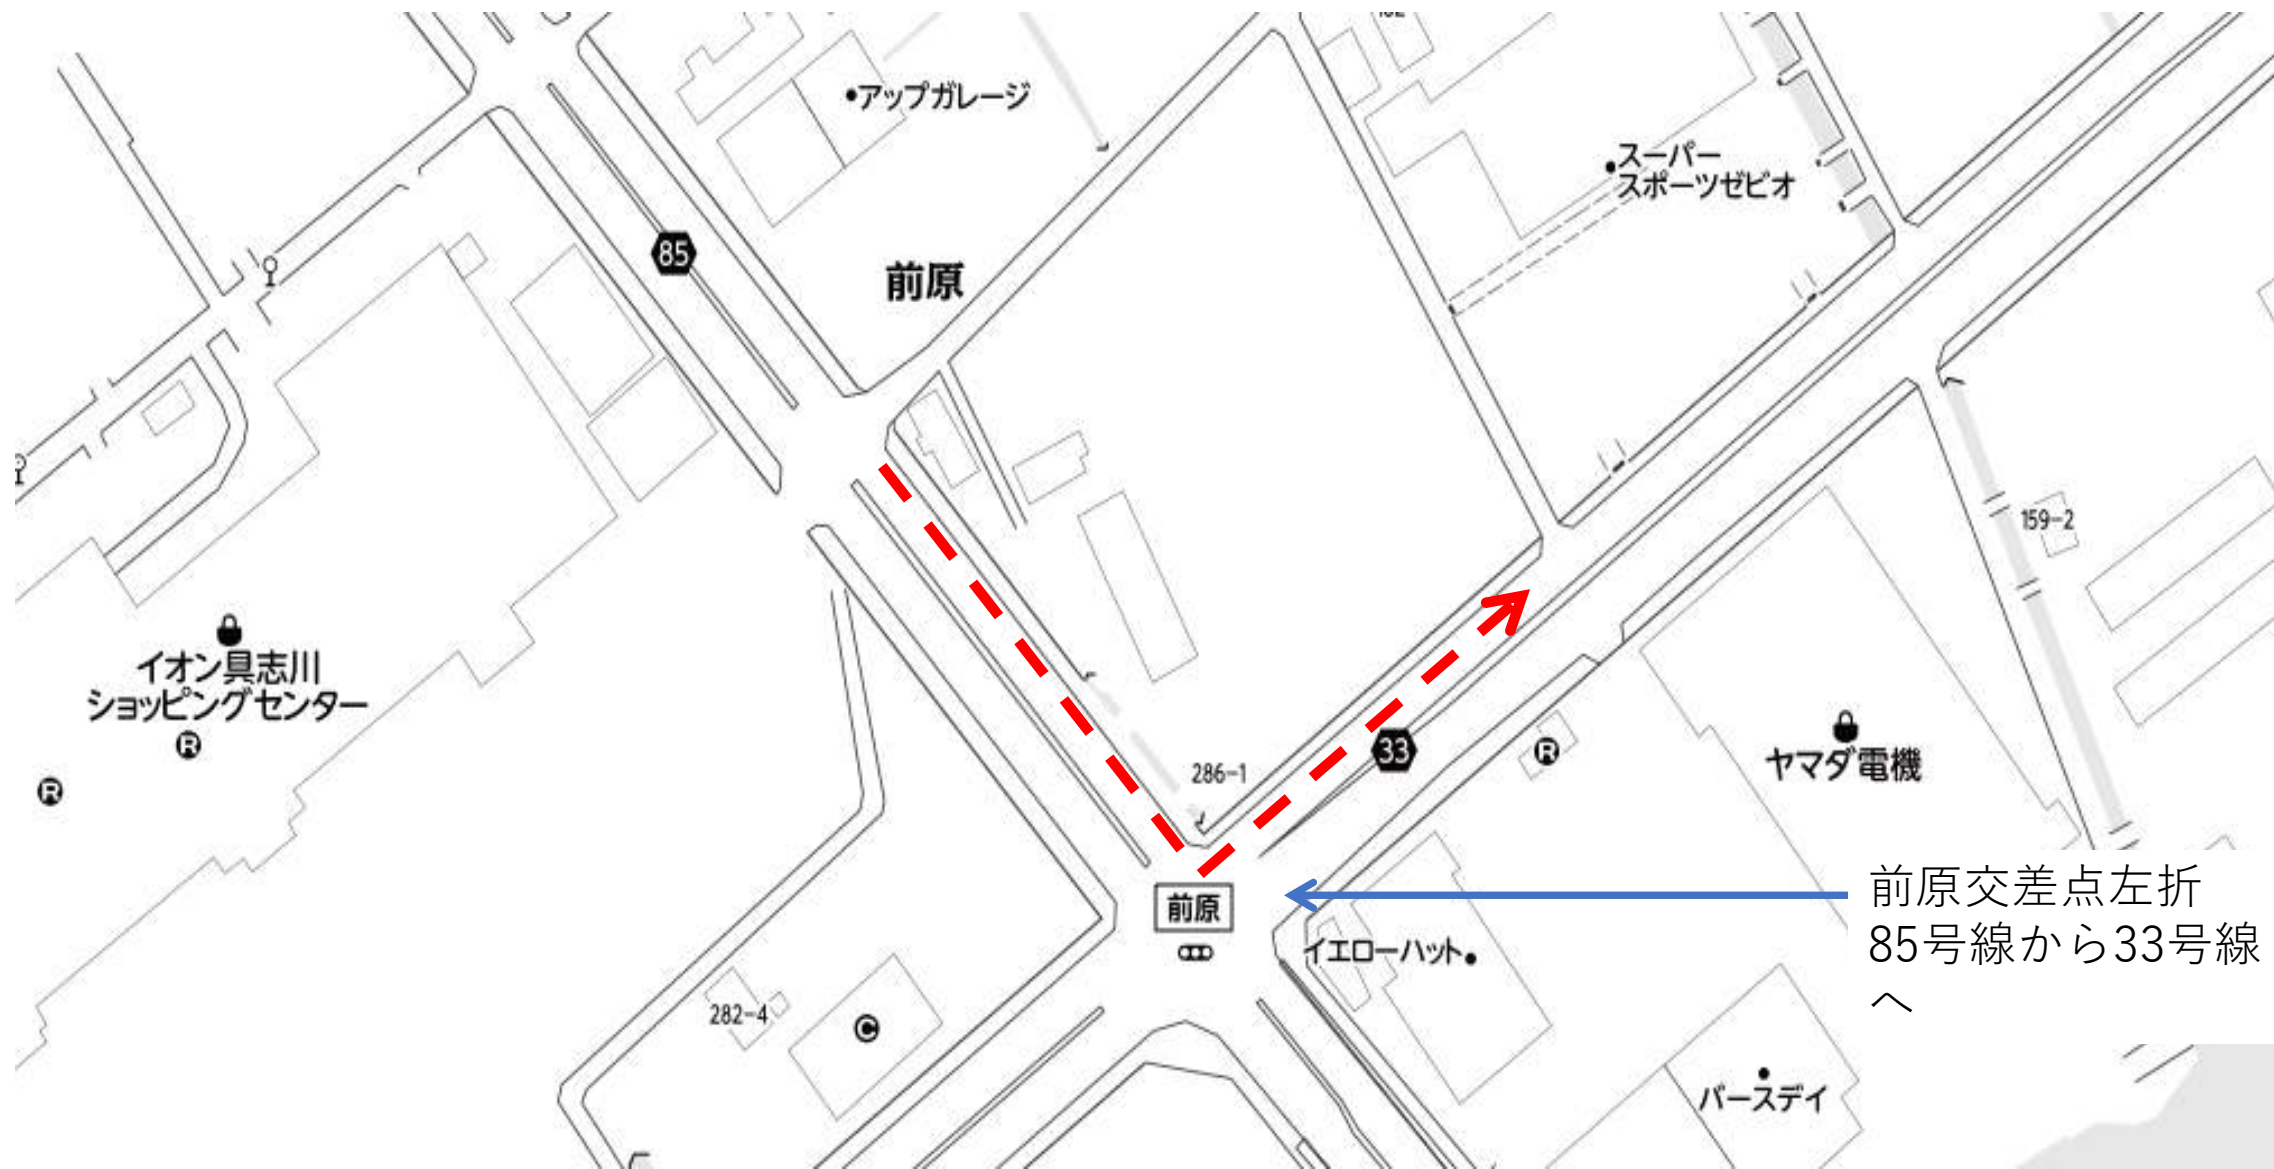 アップガレージ
スーパー
スポーツゼビオ
85
前原
159-2
イオン具志川
ショッピングセンター
R
R
286-1
33
R
ヤマダ電機
前原
前原交差点左折
85号線から33号線
へ
イエローハット
282-4
C
バースデイ